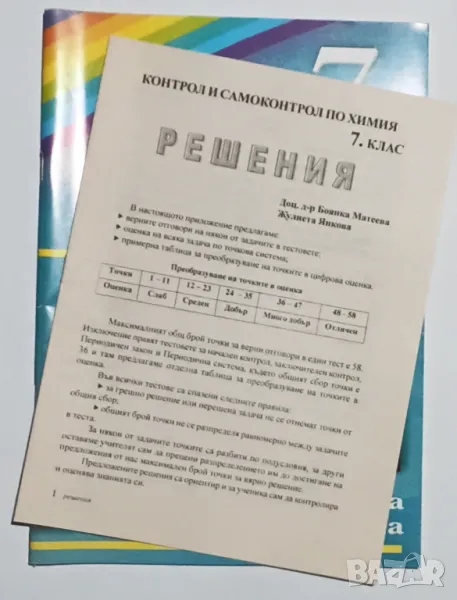 7
КОНТРОЛ И САМОКОНТРОЛ ПО ХИМИЯ
7. КЛАС
РЕШЕНИЯ
Доц. д-р Боянка Матеева
Жулиета Янкова
В настоящото приложение предлагаме:
▸ верните отговори на някои от задачите в тестовете;
▸ оценка на всяка задача по точкова система;
▸ примерна таблица за преобразуване на точките в цифрова оценка.
Преобразуване на точките в оценка
Точки 1 – 11 12 – 23 24 – 35 36 – 47 48 - 58
Оценка Слаб Среден Добър Много добър Отличен
Максималният общ брой точки за верни отговори в един тест е 58.
Изключение правят тестовете за начален контрол, заключителен контрол,
Периодичен закон и Периодична система, където общият сбор точки е
36 и там предлагаме отделна таблица за преобразуване на точките в
оценка.
Във всички тестове са спазени следните правила:
▸ за грешно решение или нерешена задача не се отнемат точки от
общия сбор;
▸ общият брой точки не се разпределя равномерно между задачите
в теста.
За някои от задачите точките са разбити по подусловия, за други
оставяме учителят сам да прецени разпределението им до достигане на
предложения от нас максимален брой точки за вярно решение.
Предложените решения са ориентир и за ученика сам да контролира
и оценява знанията си.
1 решения
а
а
BAZAR